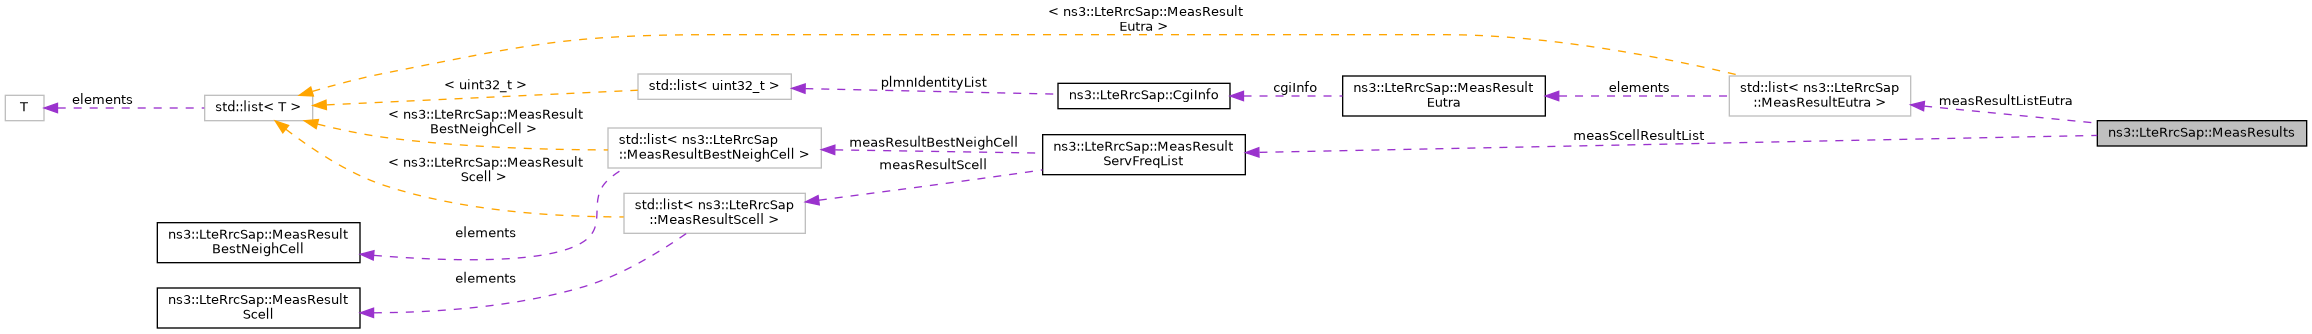 < ns3::LteRrcSap::MeasResult
Eutra >
T
elements
std::list< T >
< uint32_t >
std::list< uint32_t >
plmnIdentityList
ns3::LteRrcSap::CgiInfo
cgiInfo
ns3::LteRrcSap::MeasResult
Eutra
elements
std::list< ns3::LteRrcSap
::MeasResultEutra >
measResultListEutra
ns3::LteRrcSap::MeasResults
< ns3::LteRrcSap::MeasResult
BestNeighCell >
std::list< ns3::LteRrcSap
::MeasResultBestNeighCell >
measResultBestNeighCell
ns3::LteRrcSap::MeasResult
ServFreqList
measScellResultList
< ns3::LteRrcSap::MeasResult
Scell >
measResultScell
std::list< ns3::LteRrcSap
::MeasResultScell >
ns3::LteRrcSap::MeasResult
BestNeighCell
elements
elements
ns3::LteRrcSap::MeasResult
Scell